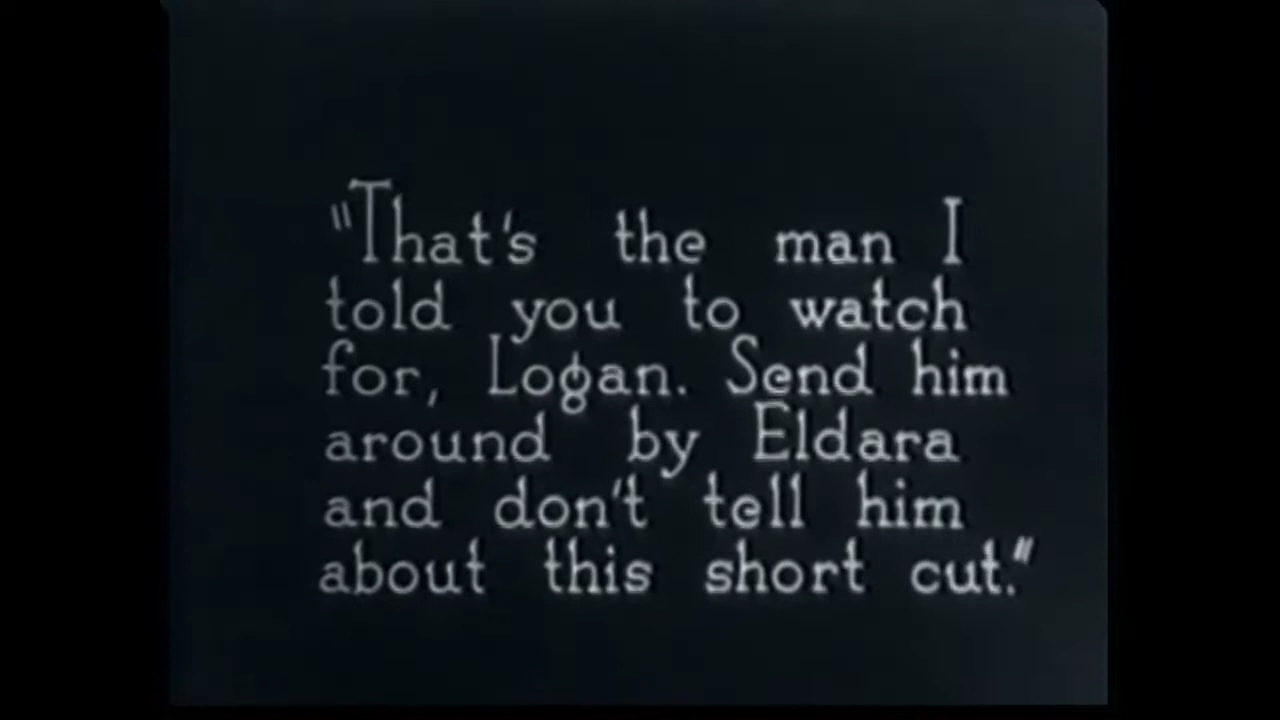 "That's the man I
told you to watch
for, Logan. Send him
around by Eldara
and don't tell him
about this short cut."